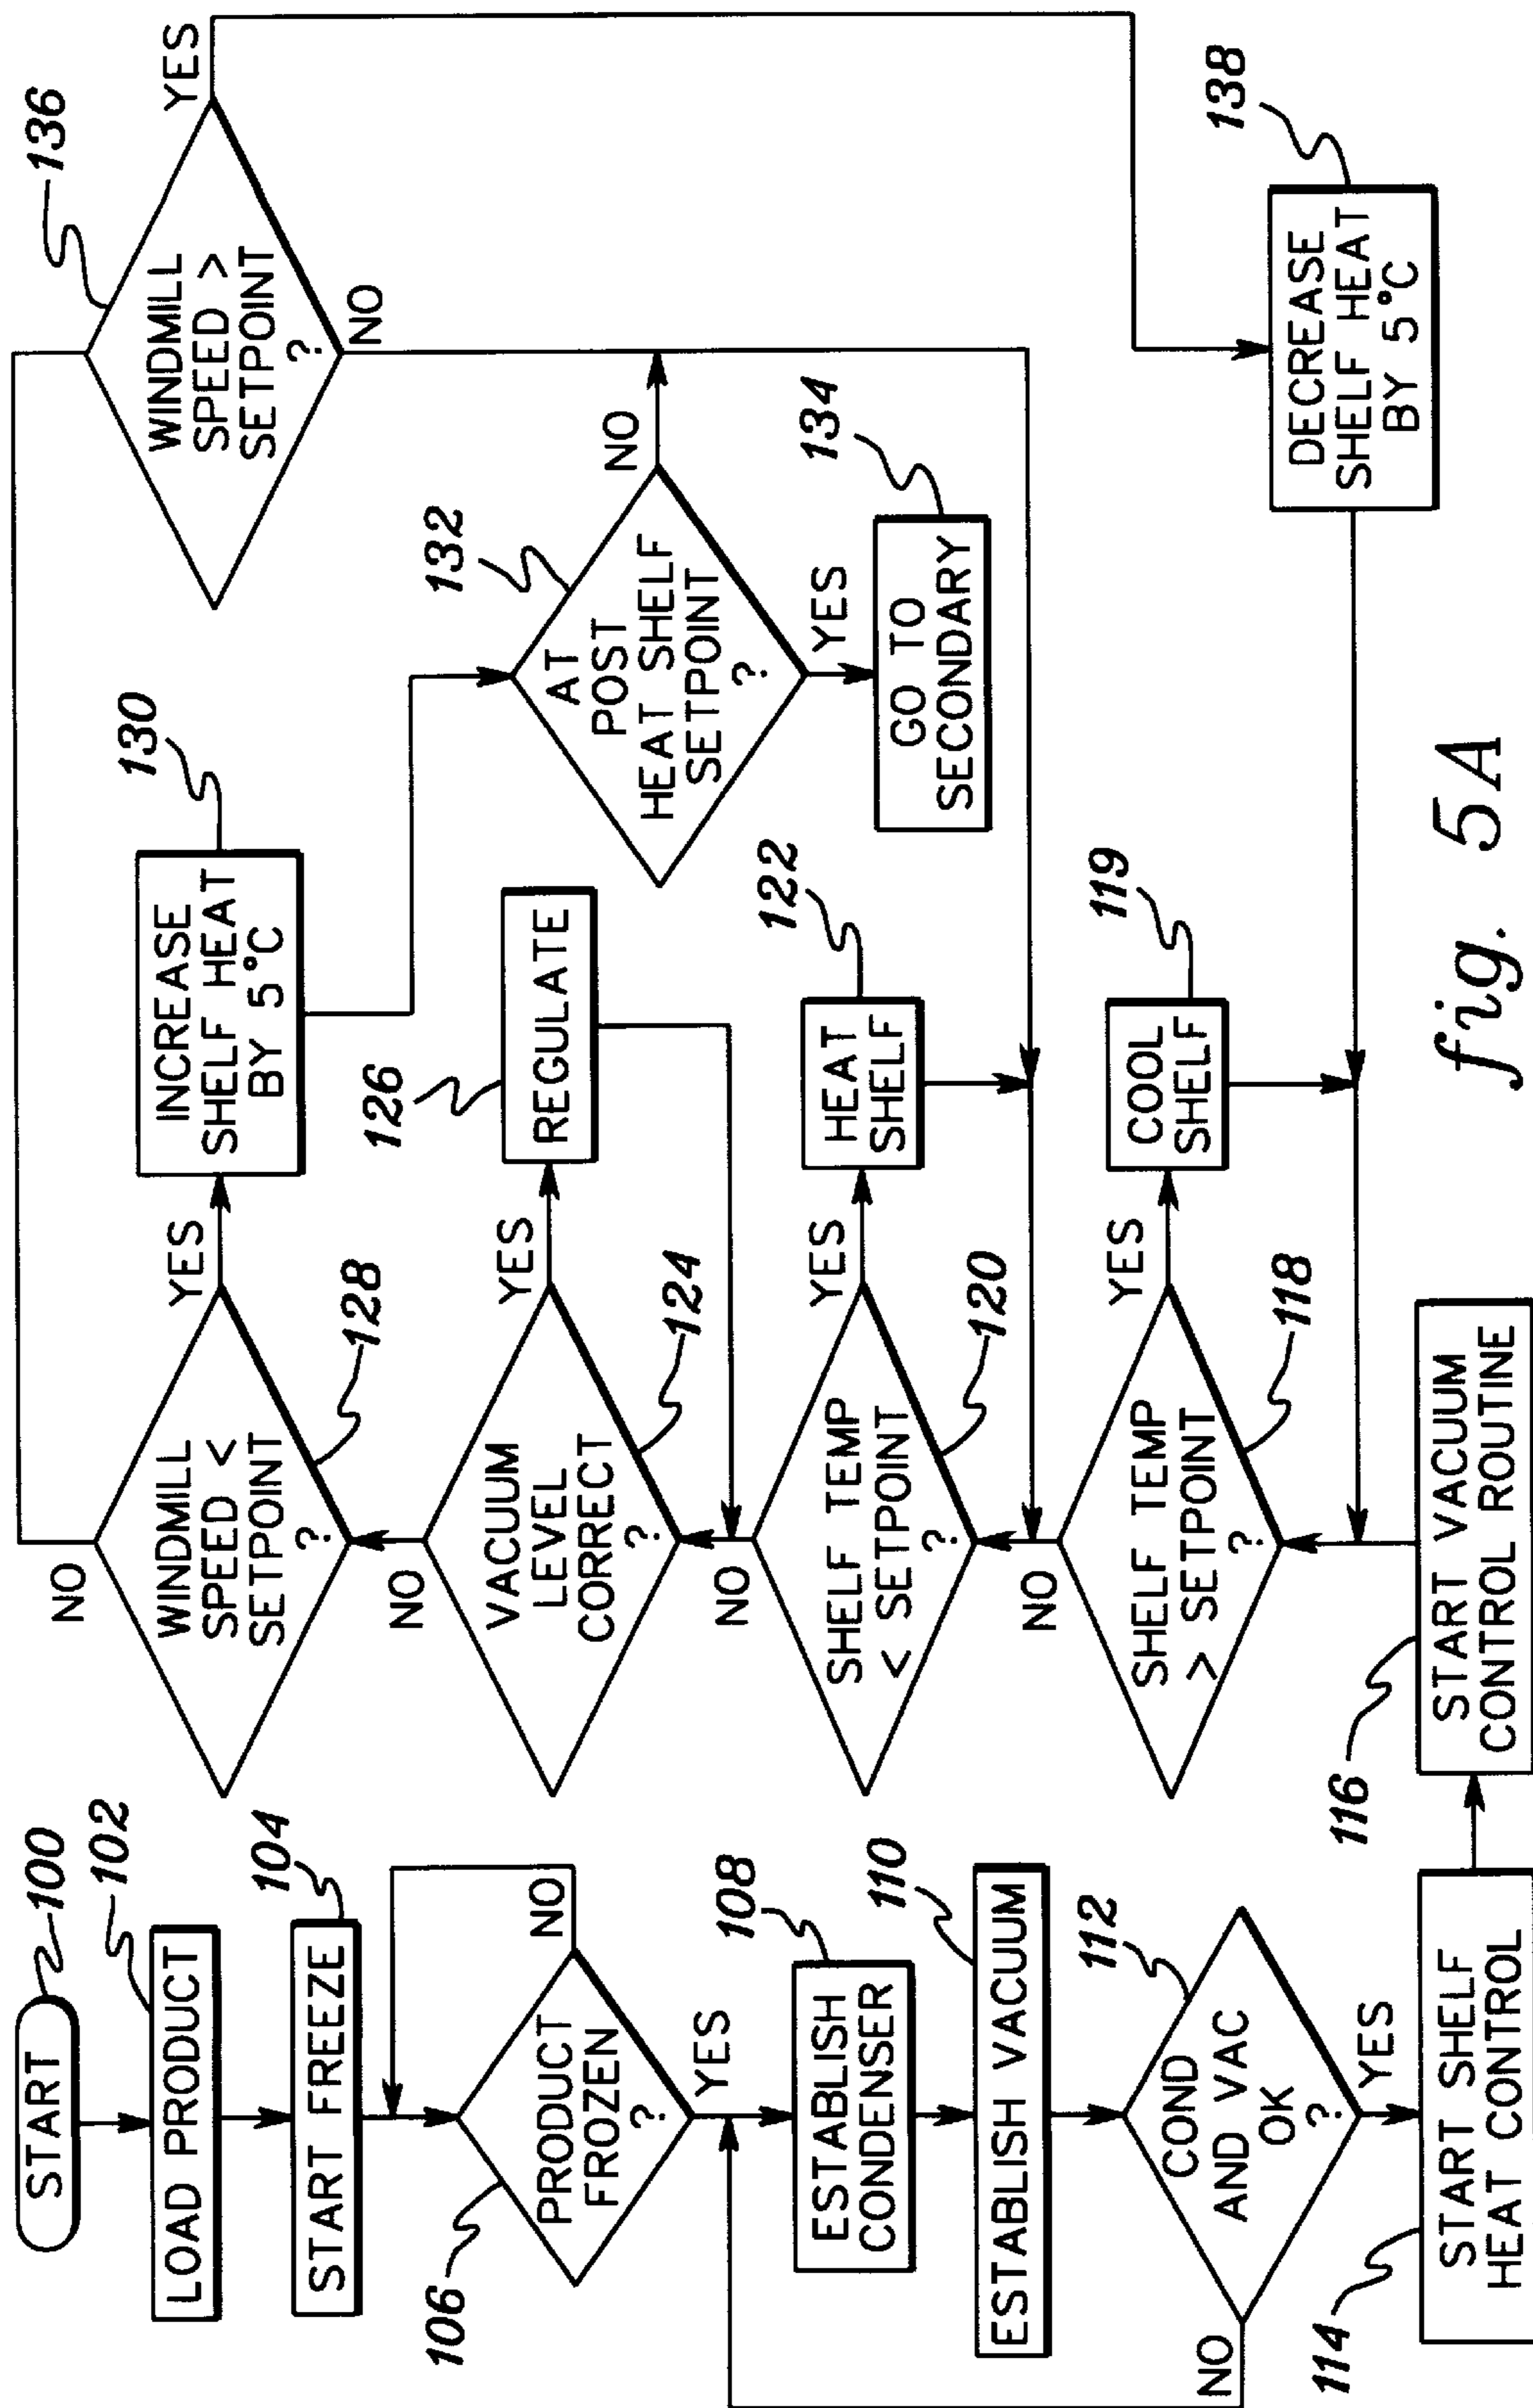 START
100
LOAD PRODUCT
102
START FREEZE
104
PRODUCT
FROZEN
?
106
NO
YES
ESTABLISH
CONDENSER
108
ESTABLISH VACUUM
110
COND
AND VAC
OK
?
112
NO
YES
START SHELF
HEAT CONTROL
114
START VACUUM
CONTROL ROUTINE
116
SHELF TEMP
> SETPOINT
?
118
YES
NO
COOL
SHELF
119
SHELF TEMP
< SETPOINT
?
120
YES
NO
HEAT
SHELF
122
VACUUM
LEVEL
CORRECT
?
124
YES
NO
REGULATE
126
WINDMILL
SPEED <
SETPOINT
?
128
YES
NO
INCREASE
SHELF HEAT
BY 5°C
130
AT
POST
HEAT SHELF
SETPOINT
?
132
NO
YES
GO TO
SECONDARY
134
WINDMILL
SPEED >
SETPOINT
?
136
YES
NO
DECREASE
SHELF HEAT
BY 5°C
138
fig. 5A